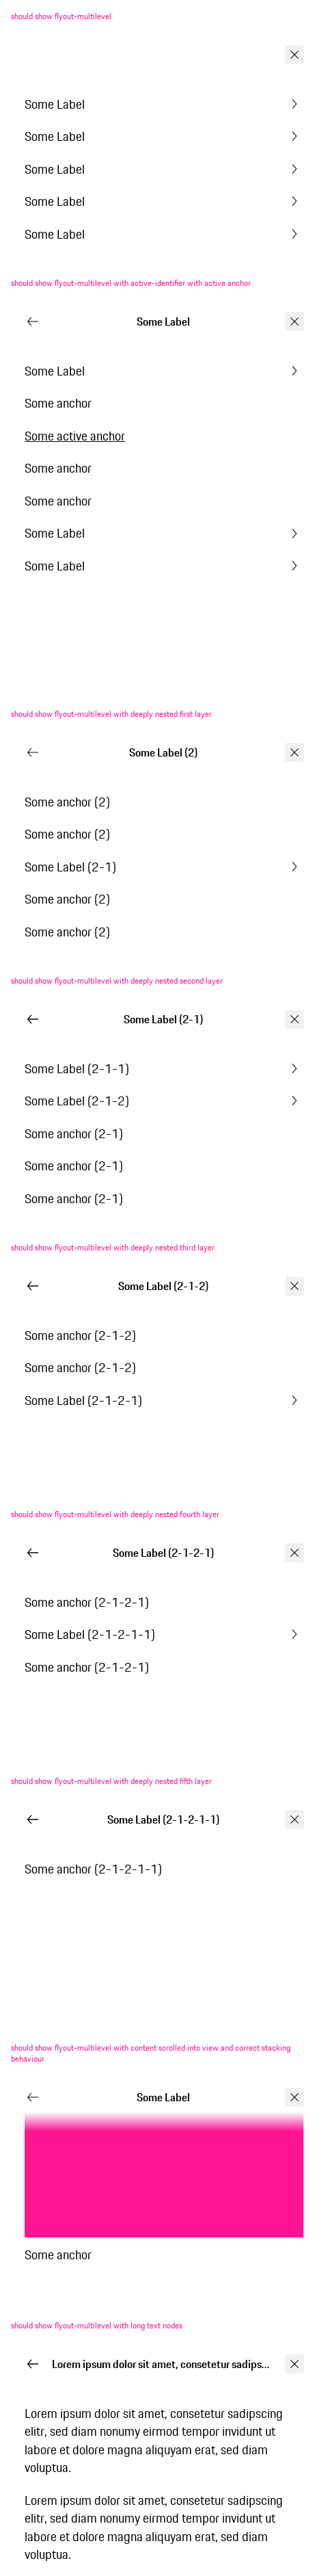 should show flyout-multilevel
Some Label
Some Label
Some Label
Some Label
Some Label
should show flyout-multilevel with active-identifier with active anchor
Some Label
Some Label
Some anchor
Some active anchor
Some anchor
Some anchor
Some Label
Some Label
should show flyout-multilevel with deeply nested first layer
Some Label (2)
Some anchor (2)
Some anchor (2)
Some Label (2-1)
Some anchor (2)
Some anchor (2)
should show flyout-multilevel with deeply nested second layer
Some Label (2-1)
Some Label (2-1-1)
Some Label (2-1-2)
Some anchor (2-1)
Some anchor (2-1)
Some anchor (2-1)
should show flyout-multilevel with deeply nested third layer
Some Label (2-1-2)
Some anchor (2-1-2)
Some anchor (2-1-2)
Some Label (2-1-2-1)
should show flyout-multilevel with deeply nested fourth layer
Some Label (2-1-2-1)
Some anchor (2-1-2-1)
Some Label (2-1-2-1-1)
Some anchor (2-1-2-1)
should show flyout-multilevel with deeply nested fifth layer
Some Label (2-1-2-1-1)
Some anchor (2-1-2-1-1)
should show flyout-multilevel with content scrolled into view and correct stacking
behaviour
Some Label
Some anchor
should show flyout-multilevel with long text nodes
Lorem ipsum dolor sit amet, consetetur sadips...
Lorem ipsum dolor sit amet, consetetur sadipscing
elitr, sed diam nonumy eirmod tempor invidunt ut
labore et dolore magna aliquyam erat, sed diam
voluptua.
Lorem ipsum dolor sit amet, consetetur sadipscing
elitr, sed diam nonumy eirmod tempor invidunt ut
labore et dolore magna aliquyam erat, sed diam
voluptua.